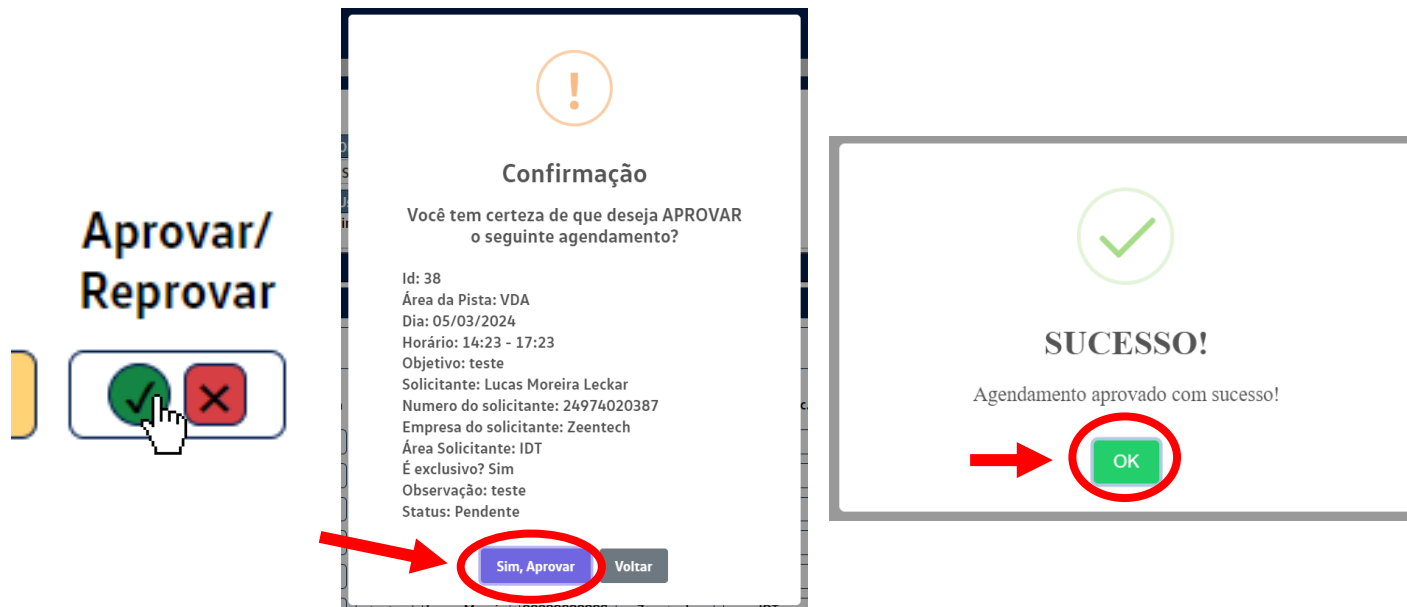 Aprovar/
Reprovar
!
Confirmação
Você tem certeza de que deseja APROVAR
o seguinte agendamento?
Id: 38
Área da Pista: VDA
Dia: 05/03/2024
Horário: 14:23 - 17:23
Objetivo: teste
Solicitante: Lucas Moreira Leckar
Numero do solicitante: 24974020387
Empresa do solicitante: Zeentech
Área Solicitante: IDT
É exclusivo? Sim
Observação: teste
Status: Pendente
Sim, Aprovar Voltar
SUCESSO!
Agendamento aprovado com sucesso!
OK